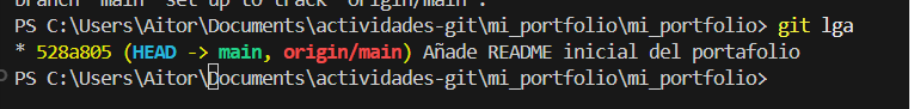 branch 'main' set up to track 'origin/main'.
PS C:\Users\Aitor\Documents\actividades-git\mi_portfolio\mi_portfolio> git lga
* 528a805 (HEAD -> main, origin/main) Añade README inicial del portafolio
PS C:\Users\Aitor\Documents\actividades-git\mi_portfolio\mi_portfolio>